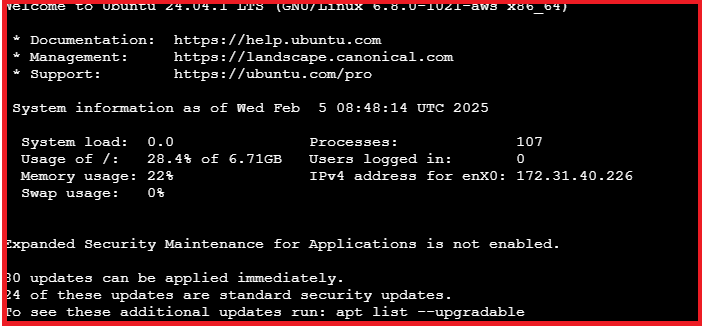 Welcome to Ubuntu 24.04.1 LTS (GNU/Linux 6.8.0-1021-aws x86_64)
* Documentation:  https://help.ubuntu.com
* Management:     https://landscape.canonical.com
* Support:        https://ubuntu.com/pro
System information as of Wed Feb  5 08:48:14 UTC 2025
System load:  0.0                Processes:             107
Usage of /:   28.4% of 6.71GB   Users logged in:       0
Memory usage: 22%               IPv4 address for enX0: 172.31.40.226
Swap usage:   0%
Expanded Security Maintenance for Applications is not enabled.
30 updates can be applied immediately.
24 of these updates are standard security updates.
To see these additional updates run: apt list --upgradable